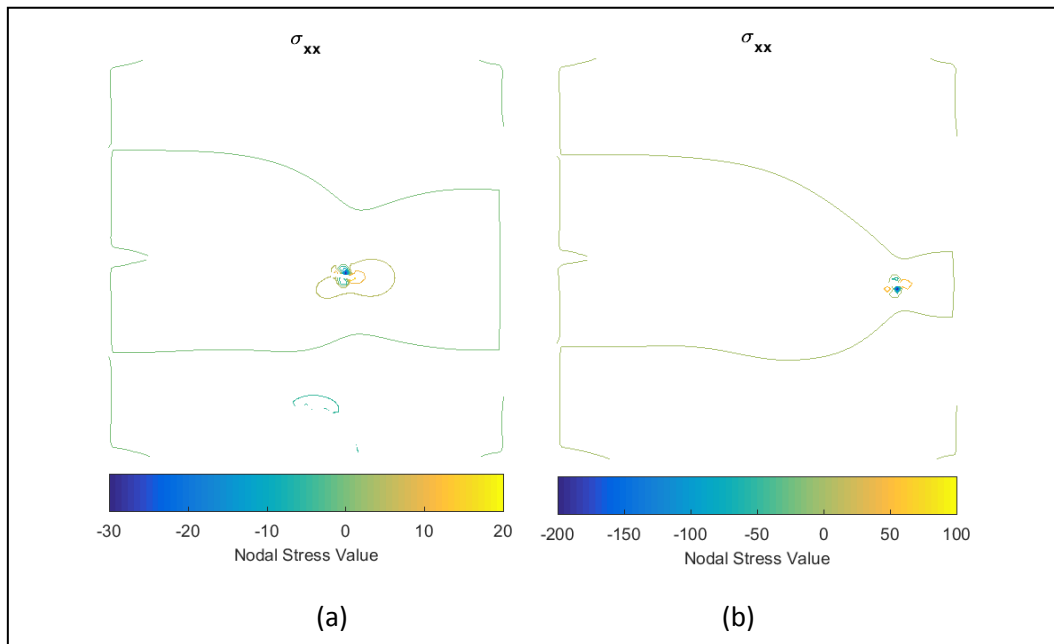 σxx
σxx
-30 -20 -10 0 10 20
Nodal Stress Value
-200 -150 -100 -50 0 50 100
Nodal Stress Value
(a)
(b)